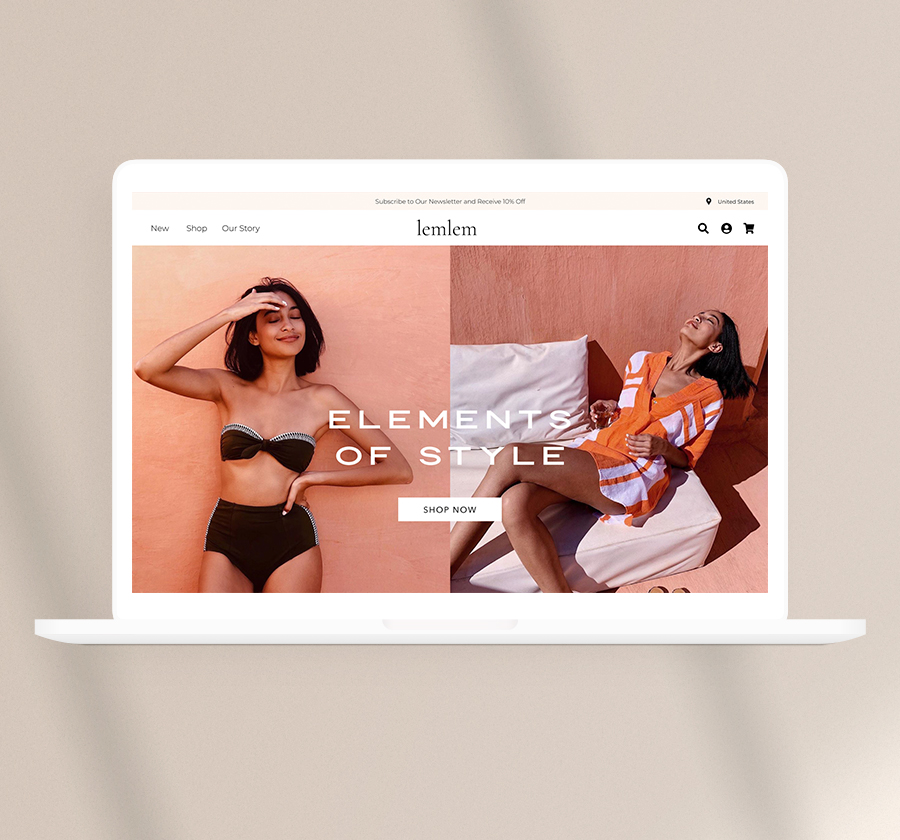 Subscribe to Our Newsletter and Receive 10% Off
United States
New Shop Our Story
lemlem
ELEMENTS
OF STYLE
SHOP NOW